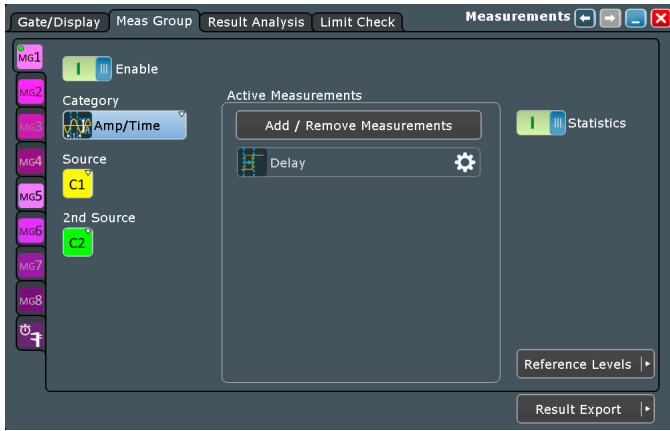 Gate/Display Meas Group Result Analysis Limit Check Measurements
MG1
Enable
MG2
Category
Active Measurements
Amp/Time
Add / Remove Measurements
Statistics
MG3
MG4
Source
Delay
C1
MG5
2nd Source
MG6
C2
MG7
MG8
Reference Levels
Result Export